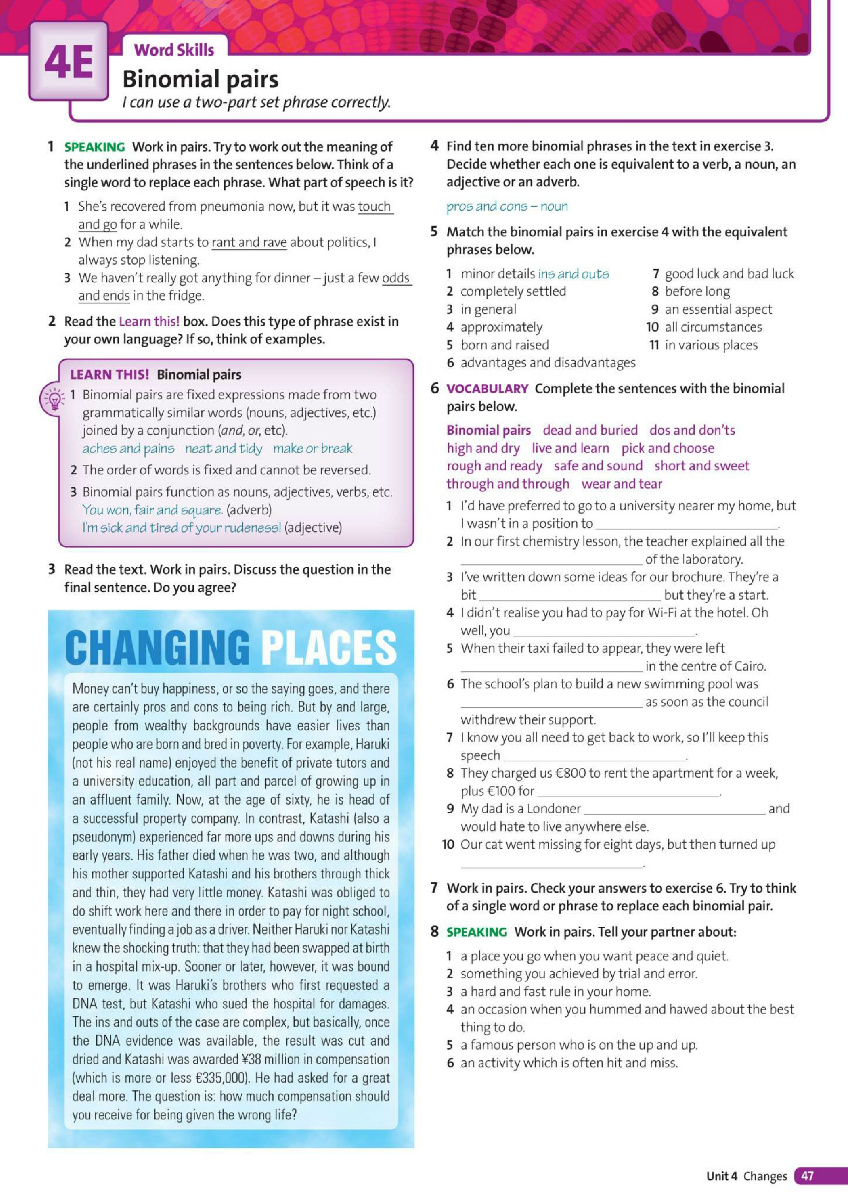 4E
Word Skills
Binomial pairs
I can use a two-part set phrase correctly.
1 SPEAKING Work in pairs. Try to work out the meaning of
the underlined phrases in the sentences below. Think of a
single word to replace each phrase. What part of speech is it?
1 She's recovered from pneumonia now, but it was touch
and go for a while.
2 When my dad starts to rant and rave about politics, I
always stop listening.
3 We haven't really got anything for dinner – just a few odds
and ends in the fridge.
2 Read the Learn this! box. Does this type of phrase exist in
your own language? If so, think of examples.
LEARN THIS! Binomial pairs
1 Binomial pairs are fixed expressions made from two
grammatically similar words (nouns, adjectives, etc.)
joined by a conjunction (and, or, etc).
aches and pains neat and tidy make or break
2 The order of words is fixed and cannot be reversed.
3 Binomial pairs function as nouns, adjectives, verbs, etc.
You won, fair and square. (adverb)
I'm sick and tired of your rudeness! (adjective)
3 Read the text. Work in pairs. Discuss the question in the
final sentence. Do you agree?
CHANGING PLACES
Money can't buy happiness, or so the saying goes, and there
are certainly pros and cons to being rich. But by and large,
people from wealthy backgrounds have easier lives than
people who are born and bred in poverty. For example, Haruki
(not his real name) enjoyed the benefit of private tutors and
a university education, all part and parcel of growing up in
an affluent family. Now, at the age of sixty, he is head of
a successful property company. In contrast, Katashi (also a
pseudonym) experienced far more ups and downs during his
early years. His father died when he was two, and although
his mother supported Katashi and his brothers through thick
and thin, they had very little money. Katashi was obliged to
do shift work here and there in order to pay for night school,
eventually finding a job as a driver. Neither Haruki nor Katashi
knew the shocking truth: that they had been swapped at birth
in a hospital mix-up. Sooner or later, however, it was bound
to emerge. It was Haruki's brothers who first requested a
DNA test, but Katashi who sued the hospital for damages.
The ins and outs of the case are complex, but basically, once
the DNA evidence was available, the result was cut and
dried and Katashi was awarded ¥38 million in compensation
(which is more or less €335,000). He had asked for a great
deal more. The question is: how much compensation should
you receive for being given the wrong life?
4 Find ten more binomial phrases in the text in exercise 3.
Decide whether each one is equivalent to a verb, a noun, an
adjective or an adverb.
pros and cons – noun
5 Match the binomial pairs in exercise 4 with the equivalent
phrases below.
1 minor details ins and outs
2 completely settled
3 in general
4 approximately
5 born and raised
6 advantages and disadvantages
7 good luck and bad luck
8 before long
9 an essential aspect
10 all circumstances
11 in various places
6 VOCABULARY Complete the sentences with the binomial
pairs below.
Binomial pairs dead and buried dos and don'ts
high and dry live and learn pick and choose
rough and ready safe and sound short and sweet
through and through wear and tear
1 I'd have preferred to go to a university nearer my home, but
I wasn't in a position to ____.
2 In our first chemistry lesson, the teacher explained all the
____ of the laboratory.
3 I've written down some ideas for our brochure. They're a
bit ____ but they're a start.
4 I didn't realise you had to pay for Wi-Fi at the hotel. Oh
well, you ____.
5 When their taxi failed to appear, they were left
____ in the centre of Cairo.
6 The school's plan to build a new swimming pool was
____ as soon as the council
withdrew their support.
7 I know you all need to get back to work, so I'll keep this
speech ____.
8 They charged us €800 to rent the apartment for a week,
plus €100 for ____.
9 My dad is a Londoner ____ and
would hate to live anywhere else.
10 Our cat went missing for eight days, but then turned up
____.
7 Work in pairs. Check your answers to exercise 6. Try to think
of a single word or phrase to replace each binomial pair.
8 SPEAKING Work in pairs. Tell your partner about:
1 a place you go when you want peace and quiet.
2 something you achieved by trial and error.
3 a hard and fast rule in your home.
4 an occasion when you hummed and hawed about the best
thing to do.
5 a famous person who is on the up and up.
6 an activity which is often hit and miss.
Unit 4 Changes 47